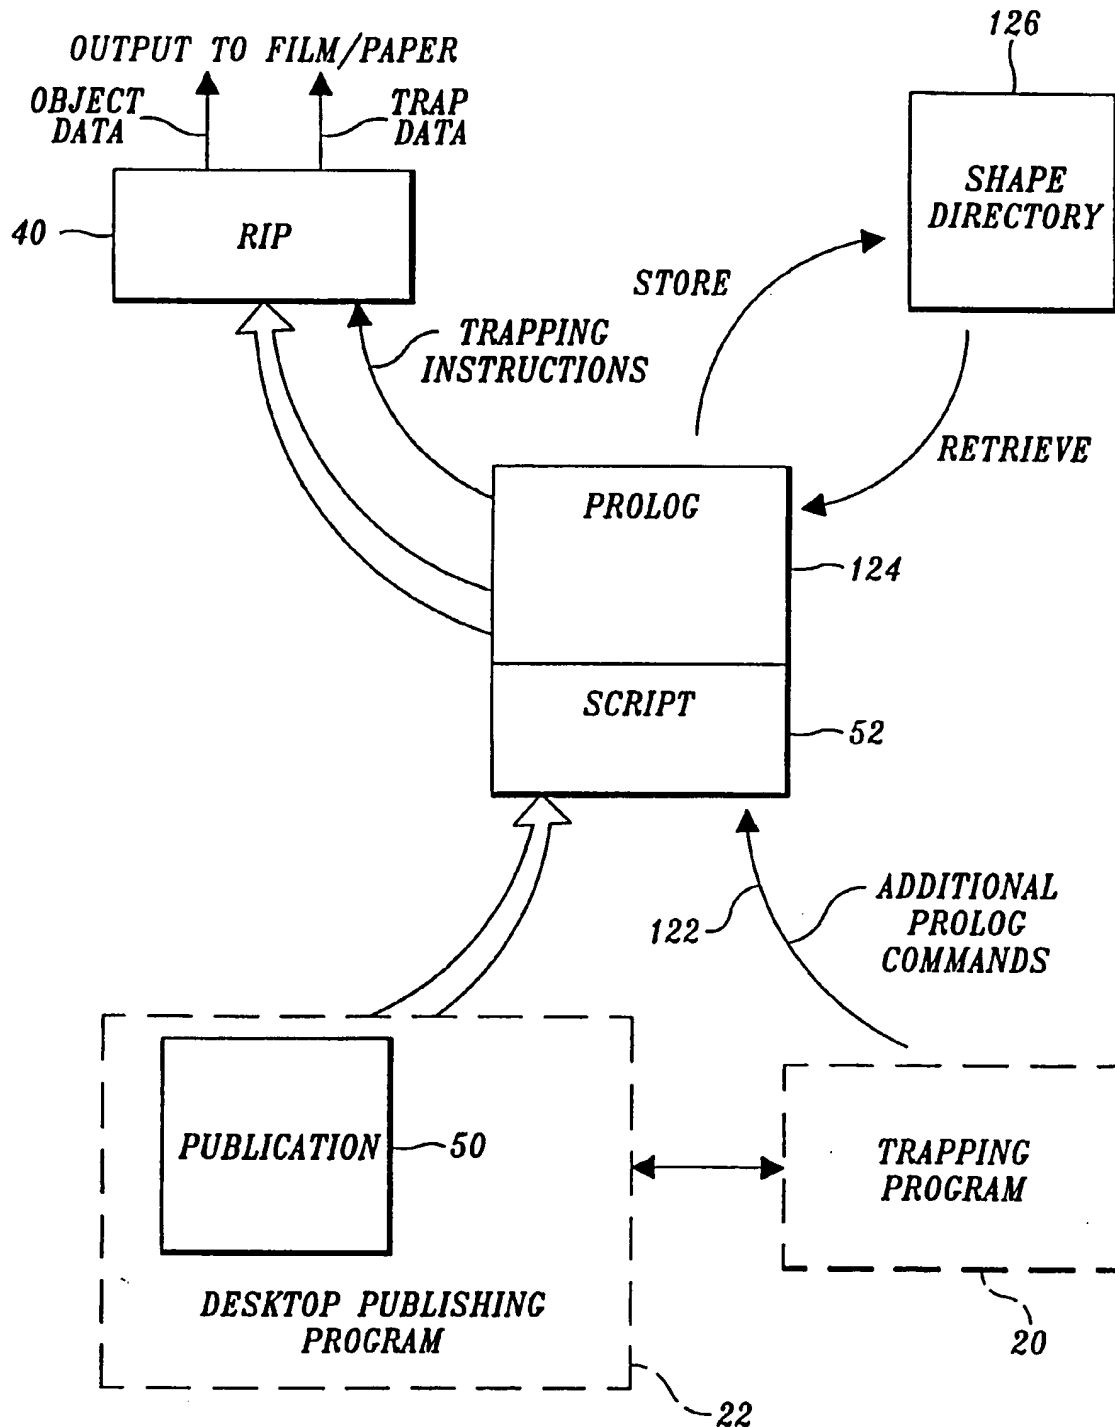 126
OUTPUT TO FILM/PAPER
OBJECT
DATA
TRAP
DATA
SHAPE
DIRECTORY
40
RIP
STORE
TRAPPING
INSTRUCTIONS
RETRIEVE
PROLOG
124
SCRIPT
52
ADDITIONAL
PROLOG
COMMANDS
122
PUBLICATION
50
TRAPPING
PROGRAM
DESKTOP PUBLISHING
PROGRAM
20
22